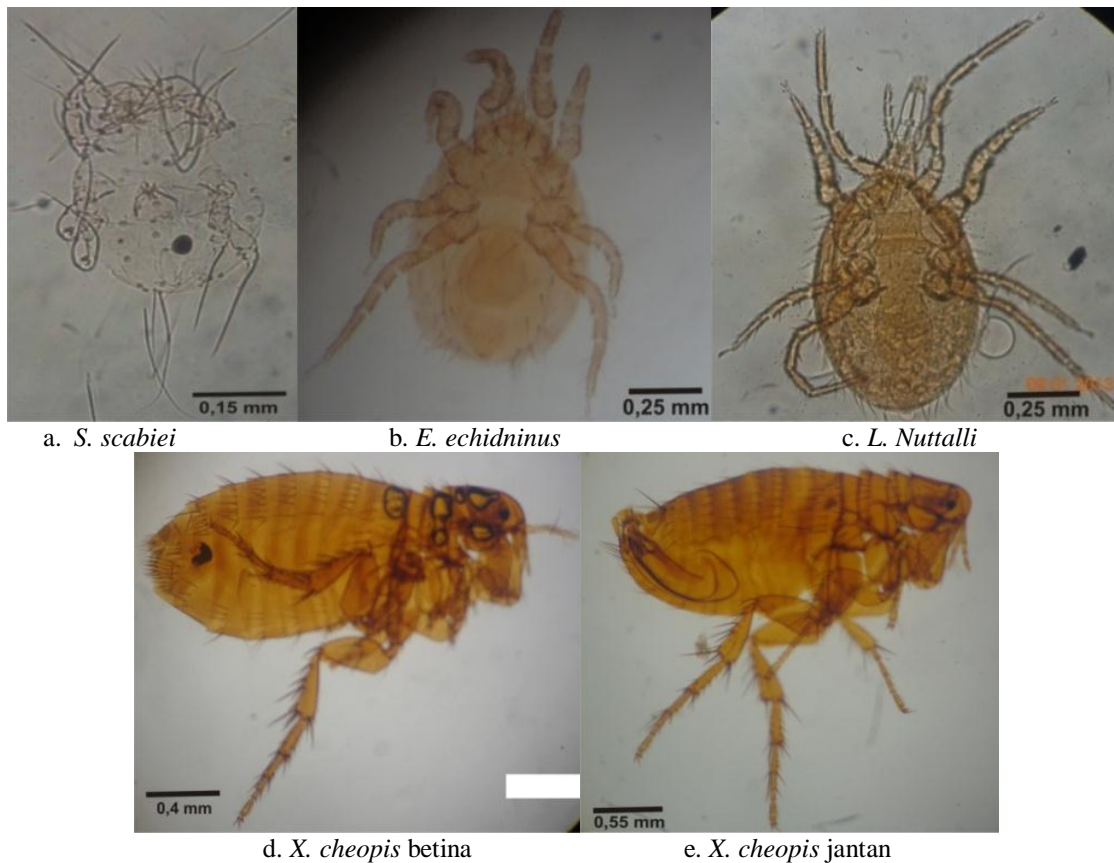 0,15 mm
0,25 mm
0,25 mm
a. S. scabiei
b. E. echidninus
c. L. Nuttalli
0,4 mm
0,55 mm
d. X. cheopis betina
e. X. cheopis jantan